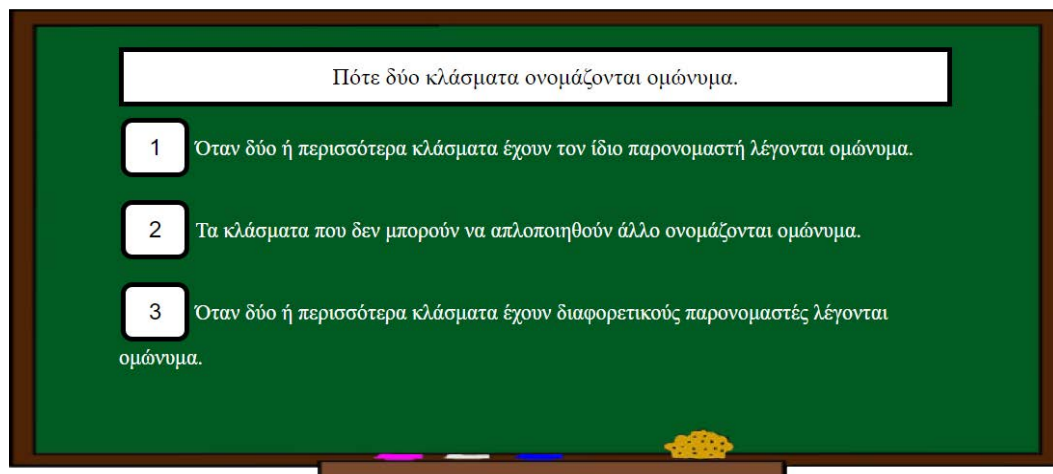 Πότε δύο κλάσματα ονομάζονται ομώνυμα.
1 Όταν δύο ή περισσότερα κλάσματα έχουν τον ίδιο παρονομαστή λέγονται ομώνυμα.
2 Τα κλάσματα που δεν μπορούν να απλοποιηθούν άλλο ονομάζονται ομώνυμα.
3 Όταν δύο ή περισσότερα κλάσματα έχουν διαφορετικούς παρονομαστές λέγονται
ομώνυμα.